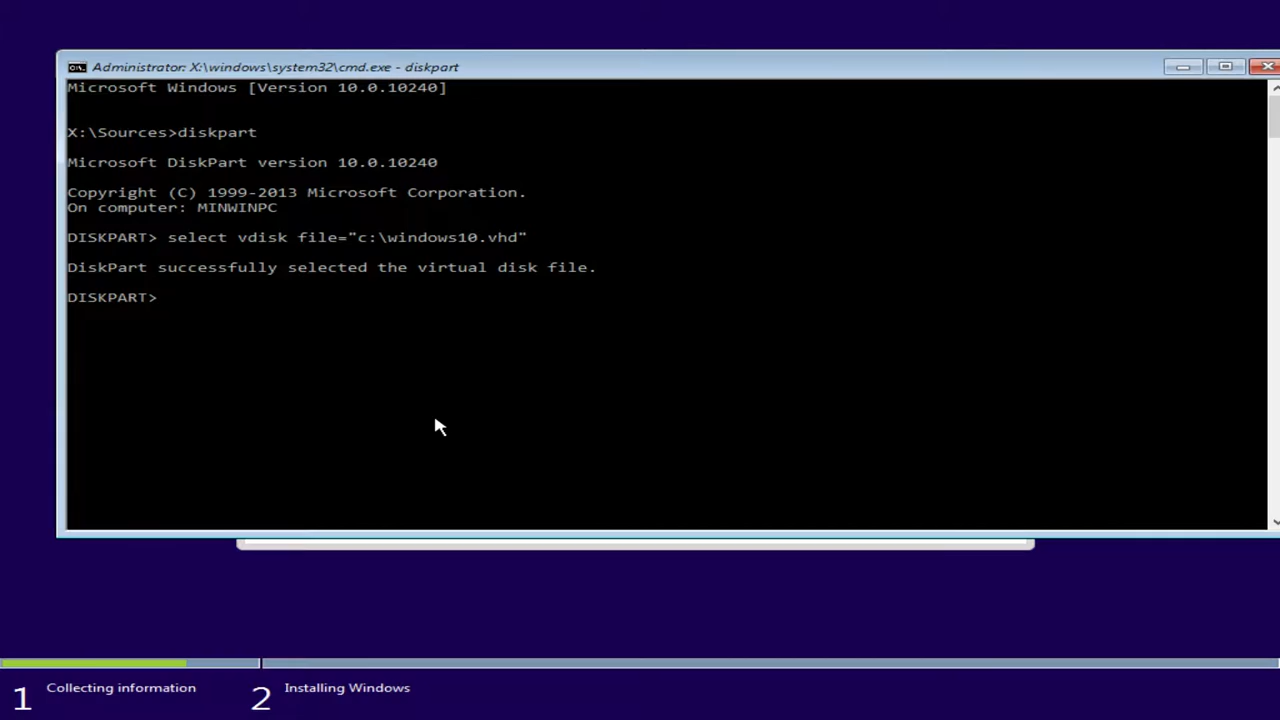 Administrator: X:\windows\system32\cmd.exe - diskpart
Microsoft Windows [Version 10.0.10240]
X:\Sources>diskpart
Microsoft DiskPart version 10.0.10240
Copyright (C) 1999-2013 Microsoft Corporation.
On computer: MINWINPC
DISKPART> select vdisk file="c:\windows10.vhd"
DiskPart successfully selected the virtual disk file.
DISKPART>
1 Collecting information
2 Installing Windows